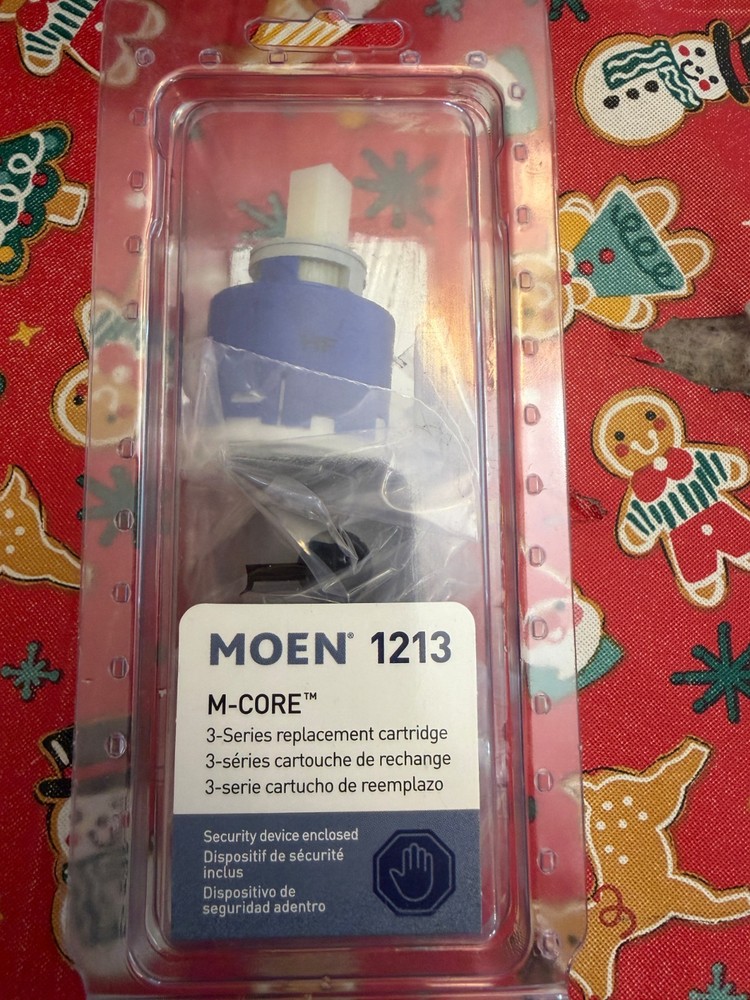 MOEN® 1213
M-CORE™
3-Series replacement cartridge
3-séries cartouche de rechange
3-serie cartucho de reemplazo
Security device enclosed
Dispositif de sécurité
inclus
Dispositivo de
seguridad adentro